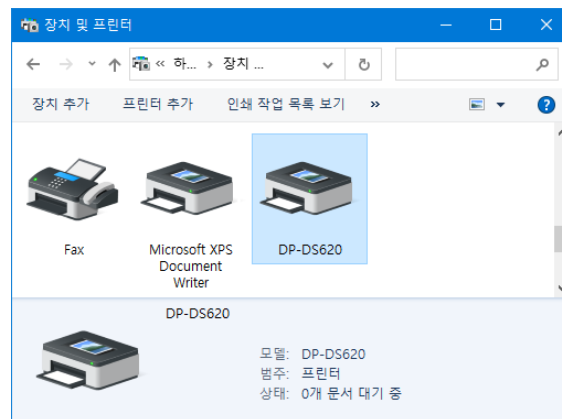 장치 및 프린터
« 하... › 장치 ...
장치 추가 프린터 추가 인쇄 작업 목록 보기 »
Fax
Microsoft XPS
Document
Writer
DP-DS620
DP-DS620
모델: DP-DS620
범주: 프린터
상태: 0개 문서 대기 중